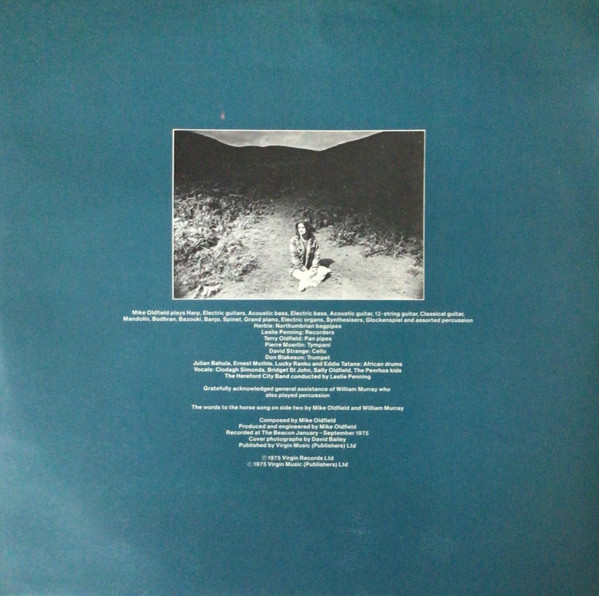 Mike Oldfield plays Harp, Electric guitars, Acoustic bass, Electric bass, Acoustic guitar, 12-string guitar, Classical guitar,
Mandolin, Bodhran, Bazouki, Banjo, Spinet, Grand piano, Electric organs, Synthesisers, Glockenspiel and assorted percussion
Herbie: Northumbrian bagpipes
Leslie Penning: Recorders
Terry Oldfield: Pan pipes
Pierre Moerlin: Tympani
David Strange: Cello
Don Blakeson: Trumpet
Julian Bahula, Ernest Mothle, Lucky Ranku and Eddie Tatane: African drums
Vocals: Clodagh Simonds, Bridget St John, Sally Oldfield, The Penrhos kids
The Hereford City Band conducted by Leslie Penning
Gratefully acknowledged general assistance of William Murray who
also played percussion
The words to the horse song on side two by Mike Oldfield and William Murray
Composed by Mike Oldfield
Produced and engineered by Mike Oldfield
Recorded at The Beacon January - September 1975
Cover photographs by David Bailey
Published by Virgin Music (Publishers) Ltd
℗ 1975 Virgin Records Ltd
© 1975 Virgin Music (Publishers) Ltd